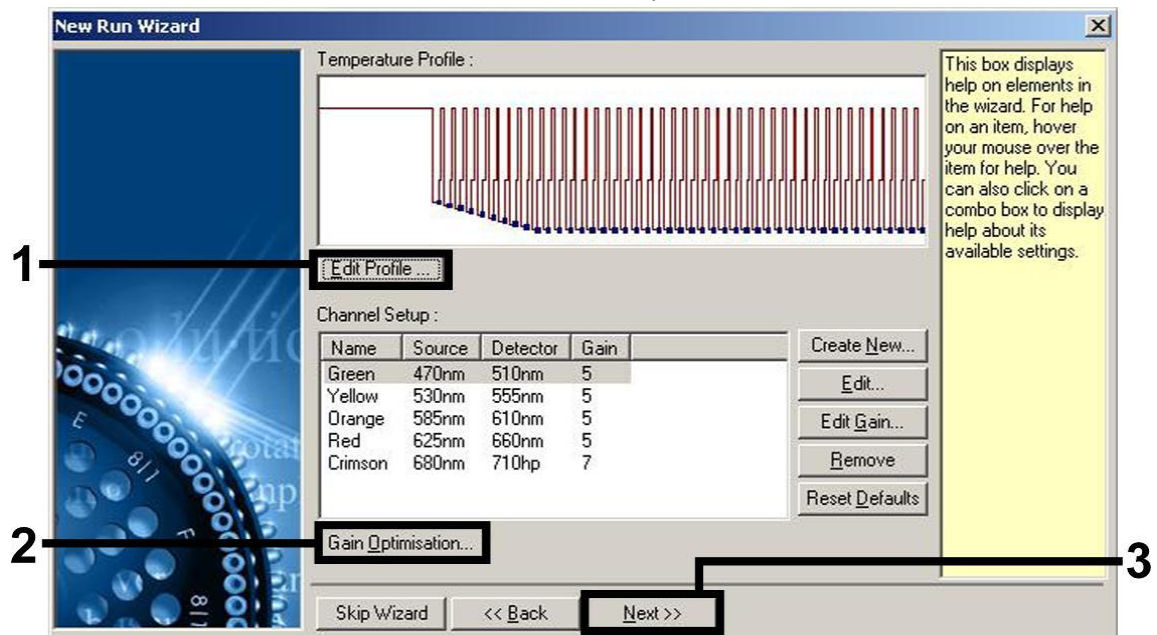 New Run Wizard
Temperature Profile :
This box displays
help on elements in
the wizard. For help
on an item, hover
your mouse over the
item for help. You
can also click on a
combo box to display
help about its
available settings.
1
Edit Profile ...
Channel Setup :
Name Source Detector Gain
Green 470nm 510nm 5
Yellow 530nm 555nm 5
Orange 585nm 610nm 5
Red 625nm 660nm 5
Crimson 680nm 710hp 7
Create New...
Edit...
Edit Gain...
Remove
Reset Defaults
2
Gain Optimisation...
3
Skip Wizard << Back Next >>
E
8|1
F
8|1